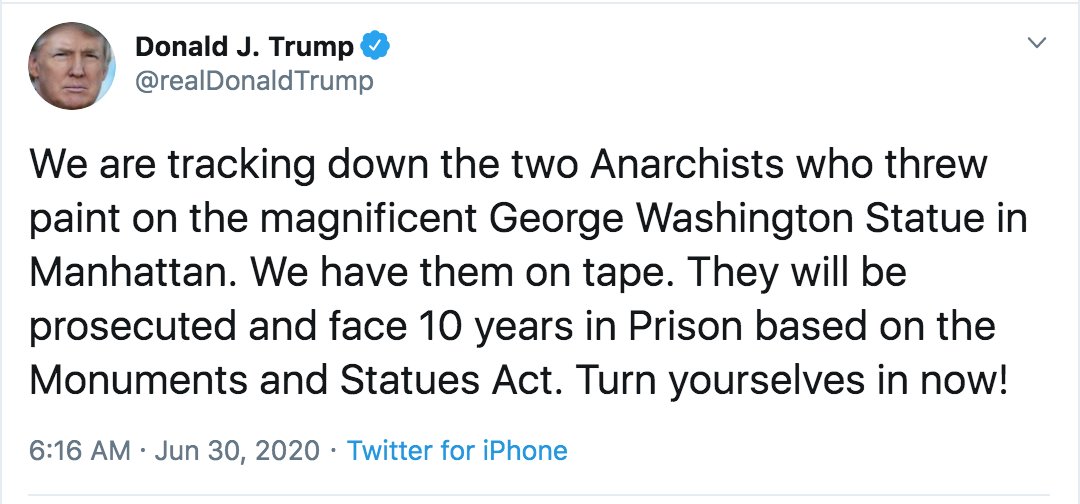 Donald J. Trump
@realDonaldTrump
We are tracking down the two Anarchists who threw
paint on the magnificent George Washington Statue in
Manhattan. We have them on tape. They will be
prosecuted and face 10 years in Prison based on the
Monuments and Statues Act. Turn yourselves in now!
6:16 AM · Jun 30, 2020 · Twitter for iPhone